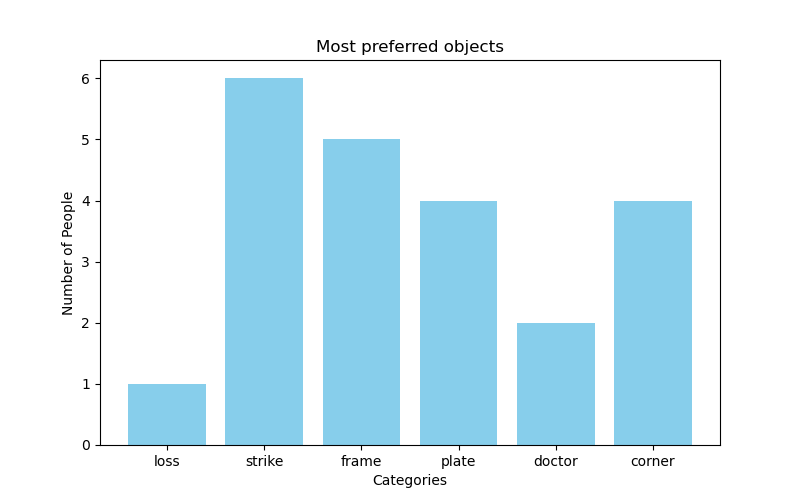 Most preferred objects
Number of People
6
5
4
3
2
1
0
loss strike frame plate doctor corner
Categories